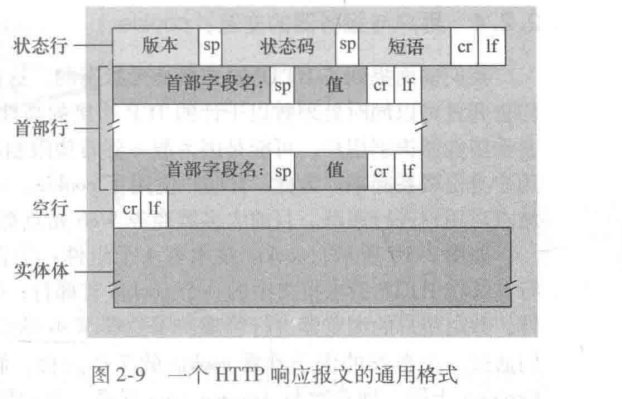 状态行 版本 sp 状态码 sp 短语 cr lf
首部字段名: sp 值 cr lf
首部行
首部字段名: sp 值 cr lf
空行 cr lf
实体体
图 2-9 一个 HTTP 响应报文的通用格式